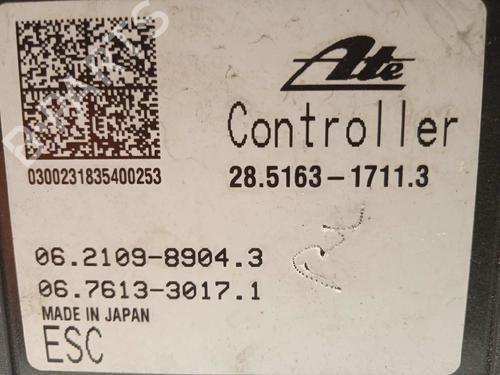 Ate
Controller
0300231835400253
28.5163-1711.3
06.2109-8904.3
06.7613-3017.1
MADE IN JAPAN
ESC